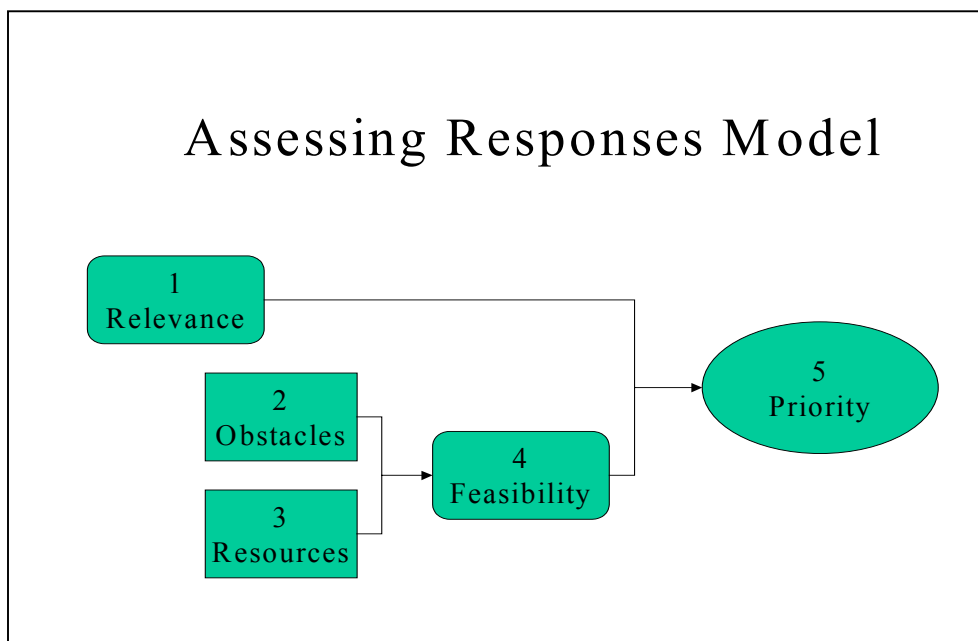 Assessing Responses Model
1
Relevance
2
Obstacles
3
Resources
4
Feasibility
5
Priority